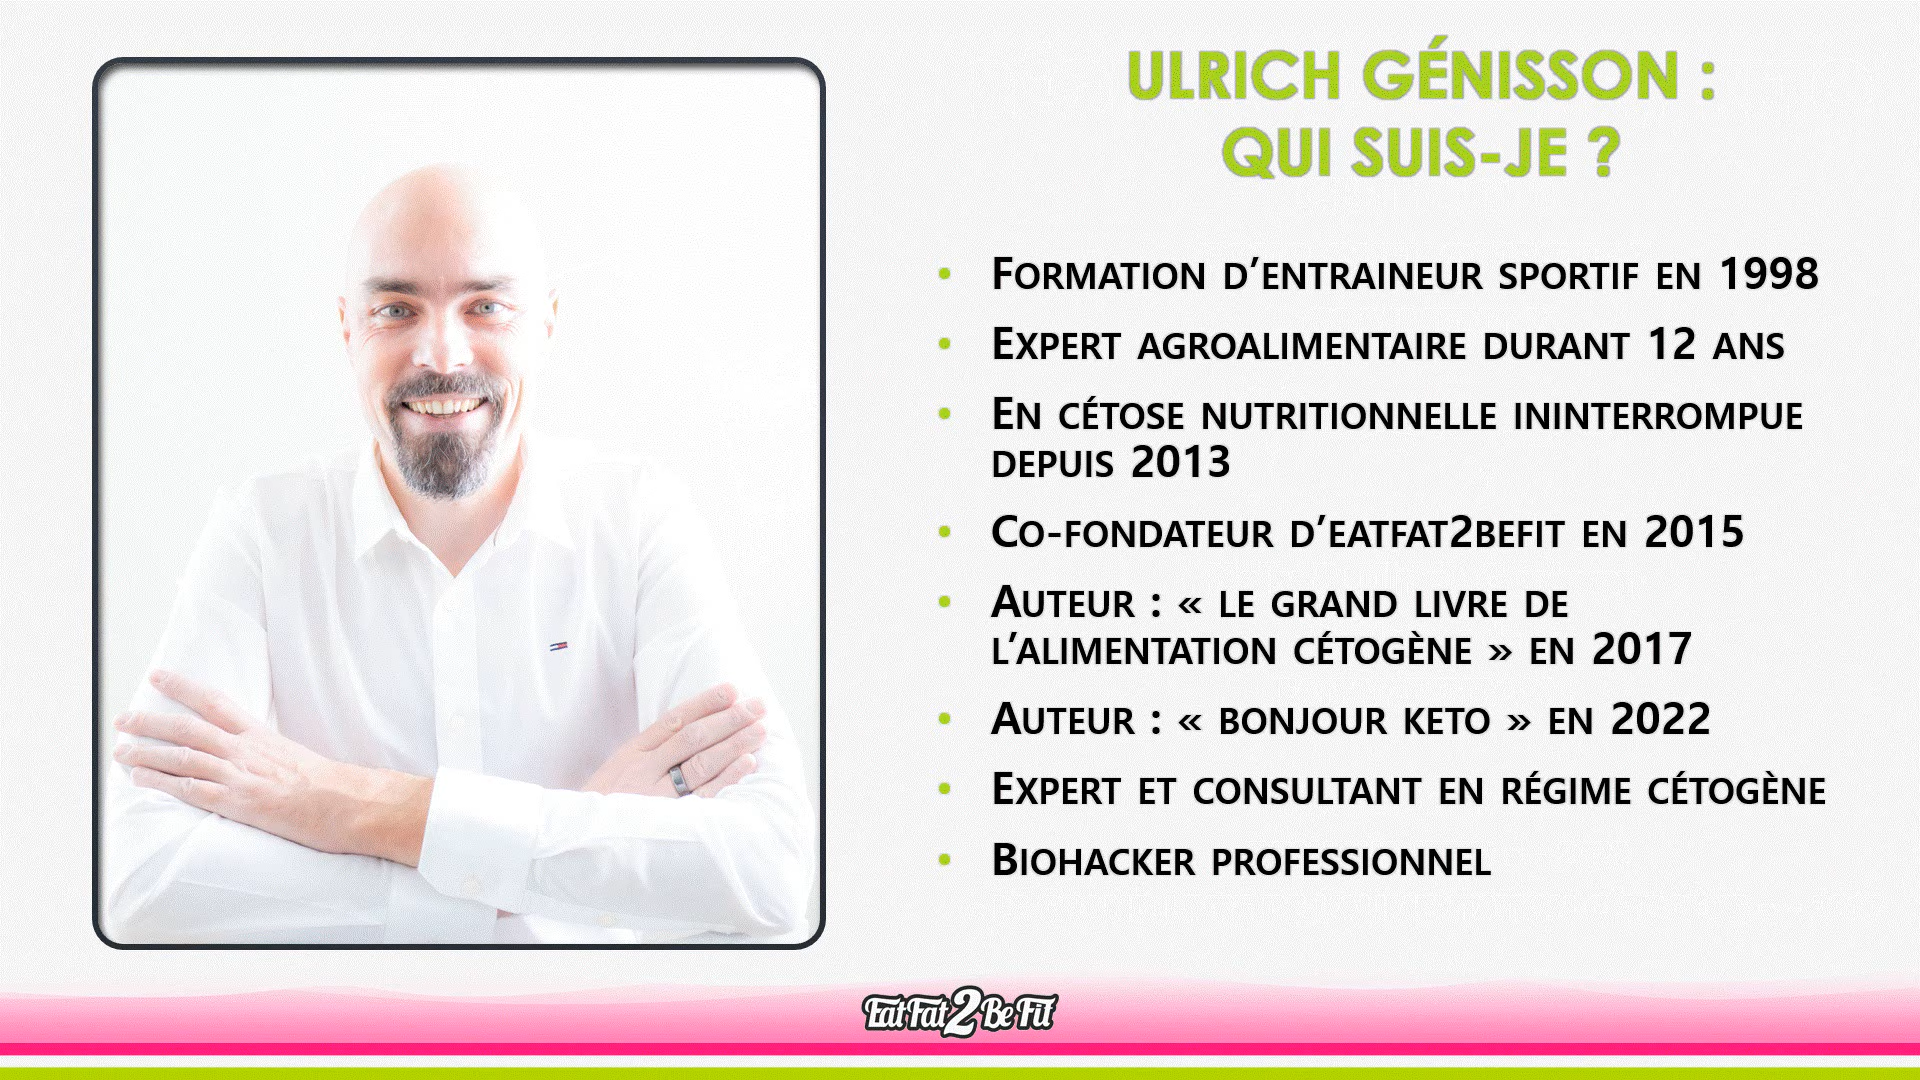 ULRICH GÉNISSON :
QUI SUIS-JE ?
• FORMATION D’ENTRAINEUR SPORTIF EN 1998
• EXPERT AGROALIMENTAIRE DURANT 12 ANS
• EN CÉTOSE NUTRITIONNELLE ININTERROMPUE
DEPUIS 2013
• CO-FONDATEUR D’EATFAT2BEFIT EN 2015
• AUTEUR : « LE GRAND LIVRE DE
L’ALIMENTATION CÉTOGÈNE » EN 2017
• AUTEUR : « BONJOUR KETO » EN 2022
• EXPERT ET CONSULTANT EN RÉGIME CÉTOGÈNE
• BIOHACKER PROFESSIONNEL
Eat Fat 2 Be Fit